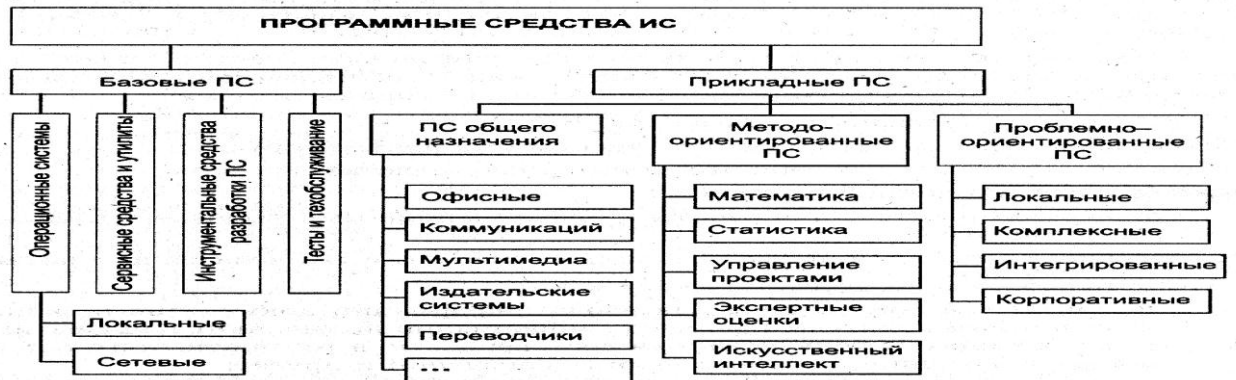 ПРОГРАММНЫЕ СРЕДСТВА ИС
Базовые ПС
Прикладные ПС
Операционные системы
Сервисные средства и утилиты
Инструментальные средства
разработки ПС
Тесты и техобслуживание
Локальные
Сетевые
ПС общего
назначения
Офисные
Коммуникаций
Мультимедиа
Издательские
системы
Переводчики
...
Методо-
ориентированные
ПС
Математика
Статистика
Управление
проектами
Экспертные
оценки
Искусственный
интеллект
Проблемно–
ориентированные
ПС
Локальные
Комплексные
Интегрированные
Корпоративные